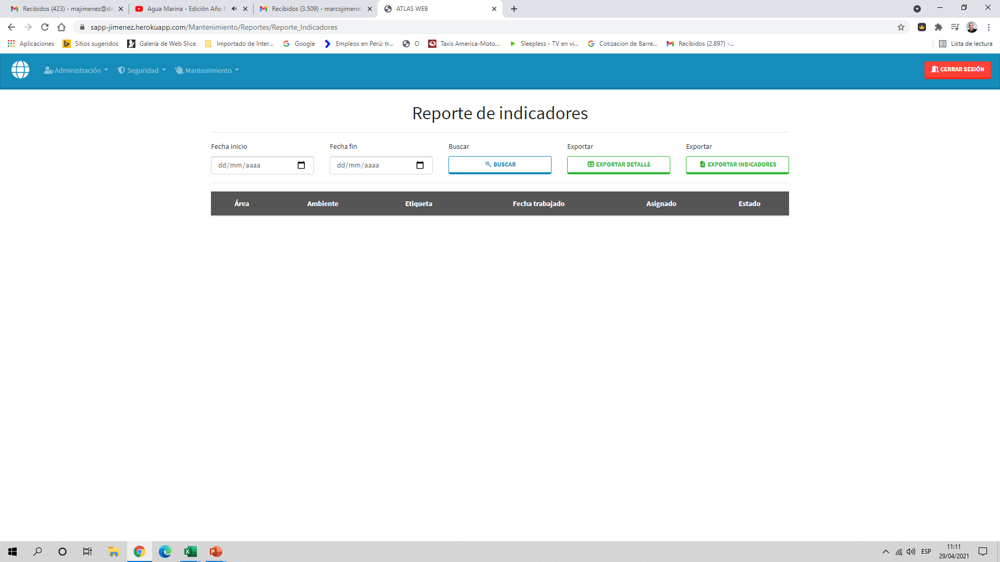 Recibidos (423) - majimenez@da
Agua Marina - Edición Año N
Recibidos (3.509) - marcojimenez
ATLAS WEB
sapp-jimenez.herokuapp.com/Mantenimiento/Reportes/Reporte_Indicadores
Aplicaciones
Sitios sugeridos
Galería de Web Slice
Importado de Inter...
Google
Empleos en Perú: tr...
O
Taxis America-Moto...
Sleepless - TV en vi...
Cotizacion de Barre...
Recibidos (2.897) -...
Lista de lectura
Administración
Seguridad
Mantenimiento
CERRAR SESIÓN
Reporte de indicadores
Fecha inicio
Fecha fin
Buscar
Exportar
Exportar
dd/mm/aaaa
dd/mm/aaaa
BUSCAR
EXPORTAR DETALLE
EXPORTAR INDICADORES
Área
Ambiente
Etiqueta
Fecha trabajado
Asignado
Estado
ESP
11:11
29/04/2021